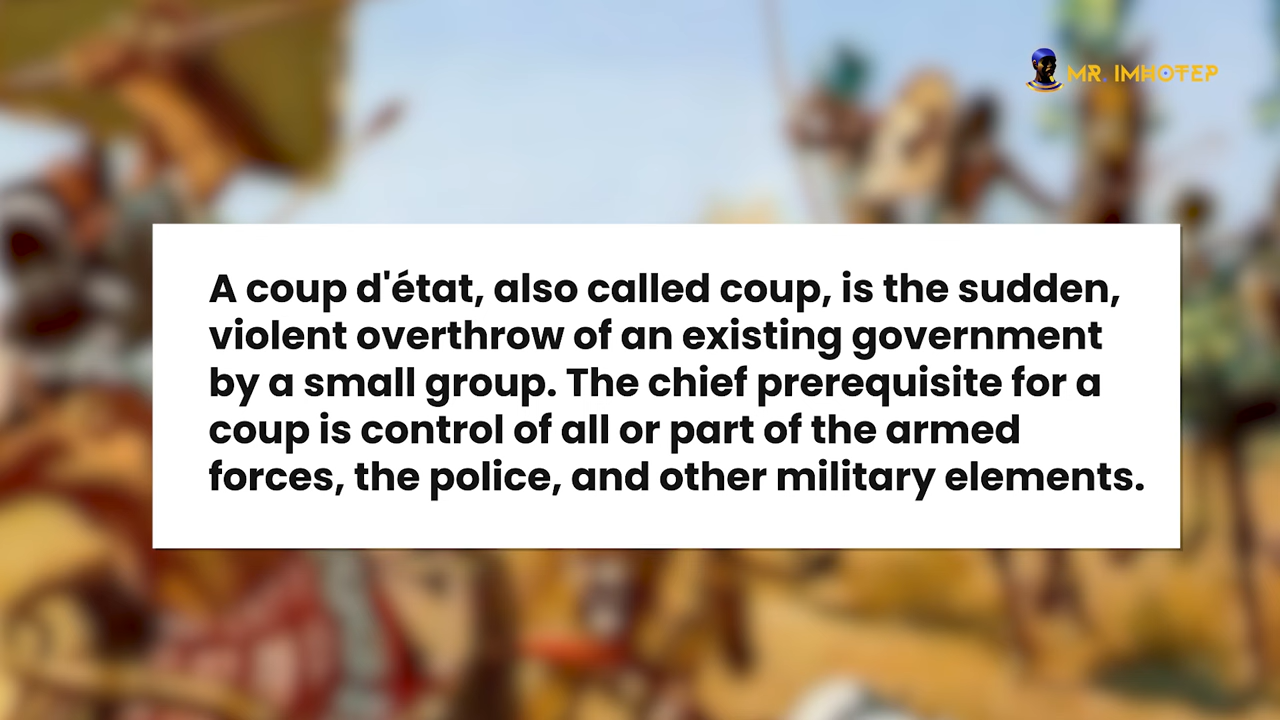 MR. IMHOTEP
A coup d'état, also called coup, is the sudden,
violent overthrow of an existing government
by a small group. The chief prerequisite for a
coup is control of all or part of the armed
forces, the police, and other military elements.